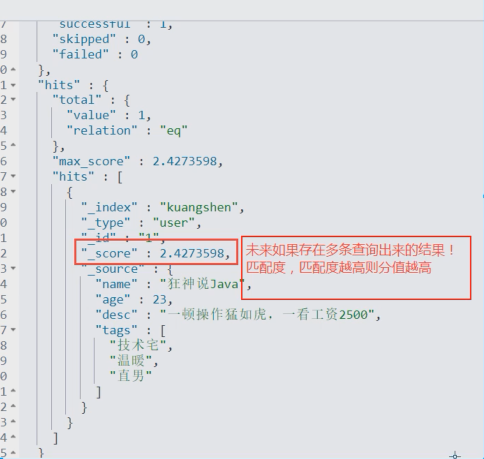 7 "successful" : 1,
8 "skipped" : 0,
9 "failed" : 0
0 },
1 "hits" : {
2 "total" : {
3 "value" : 1,
4 "relation" : "eq"
5 },
6 "max_score" : 2.4273598,
7 "hits" : [
8 {
9 "_index" : "kuangshen",
0 "_type" : "user",
1 "_id" : "1",
2 "_score" : 2.4273598,
未来如果存在多条查询出来的结果！
匹配度，匹配度越高则分值越高
3 "_source" : {
4 "name" : "狂神说Java",
5 "age" : 23,
6 "desc" : "一顿操作猛如虎，一看工资2500",
7 "tags" : [
8 "技术宅",
9 "温暖",
0 "直男"
1 ]
2 }
3 }
4 ]
5 }